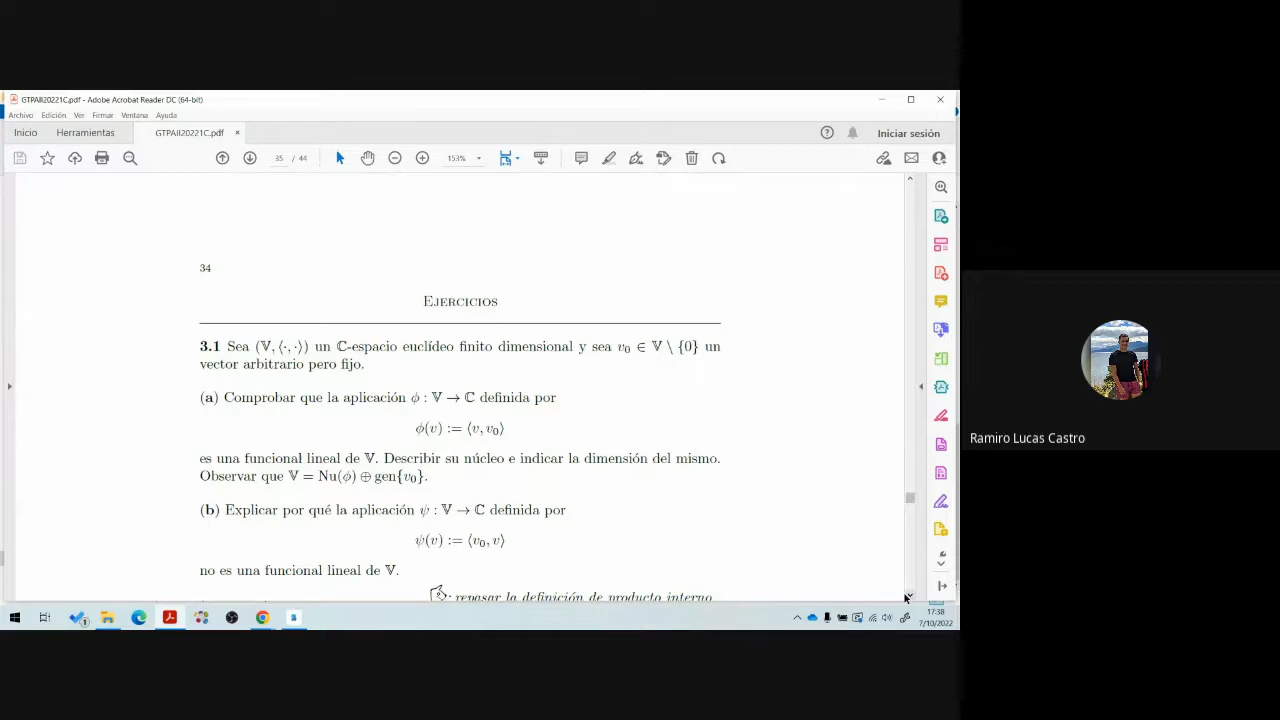 GTPAII20221C.pdf - Adobe Acrobat Reader DC (64-bit)
Archivo Edición Ver Firmar Ventana Ayuda
Inicio Herramientas GTPAII20221C.pdf × Iniciar sesión
35 / 44 153%
34
Ejercicios
3.1 Sea (𝕍, ⟨·, ·⟩) un ℂ-espacio euclídeo finito dimensional y sea v₀ ∈ 𝕍 \ {0} un
vector arbitrario pero fijo.
(a) Comprobar que la aplicación ϕ : 𝕍 → ℂ definida por
ϕ(v) := ⟨v, v₀⟩
es una funcional lineal de 𝕍. Describir su núcleo e indicar la dimensión del mismo.
Observar que 𝕍 = Nu(ϕ) ⊕ gen{v₀}.
(b) Explicar por qué la aplicación ψ : 𝕍 → ℂ definida por
ψ(v) := ⟨v₀, v⟩
no es una funcional lineal de 𝕍.
: repasar la definición de producto interno
Ramiro Lucas Castro
17:38
7/10/2022